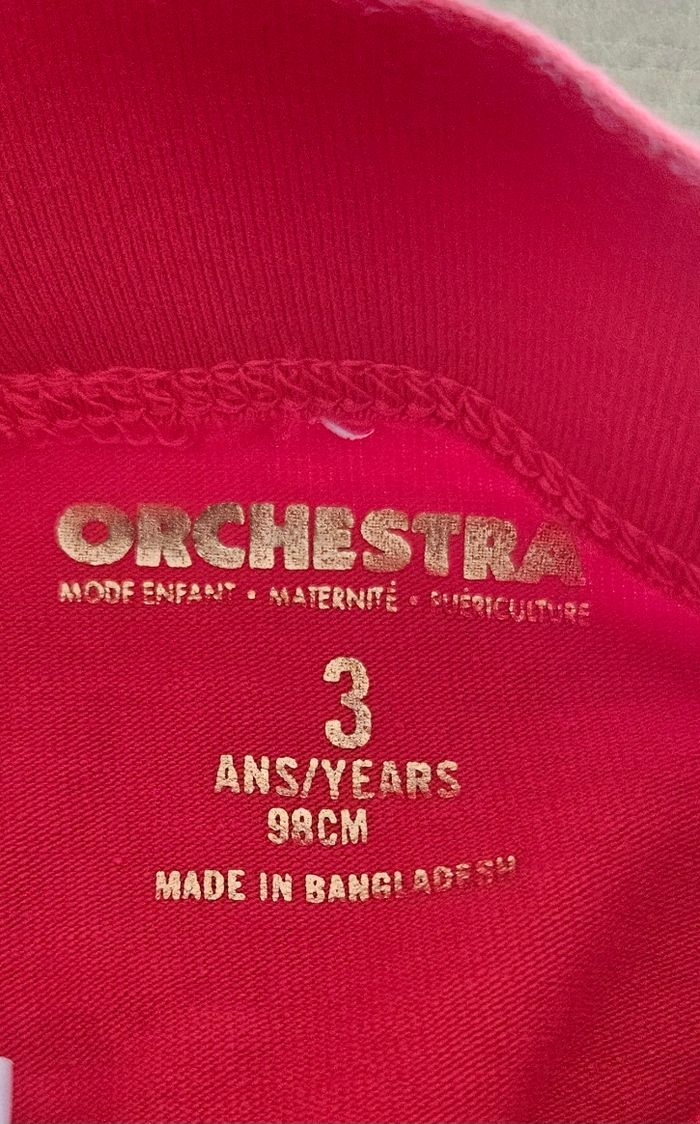 ORCHESTRA
MODE ENFANT • MATERNITÉ • PUÉRICULTURE
3
ANS/YEARS
98CM
MADE IN BANGLADESH